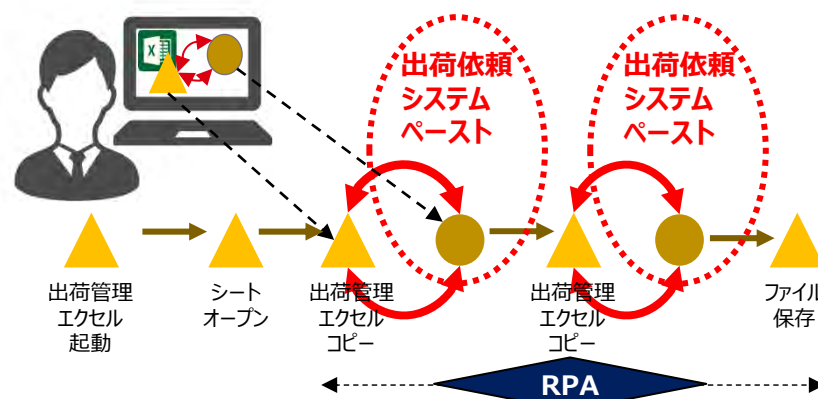 X
出荷依頼
システム
ペースト
出荷依頼
システム
ペースト
出荷管理
エクセル
起動
シート
オープン
出荷管理
エクセル
コピー
出荷管理
エクセル
コピー
ファイル
保存
RPA